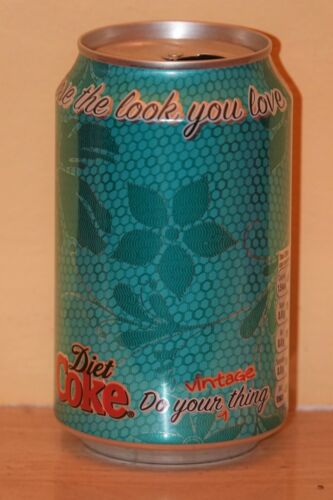 the look you love
Diet
Coke®
vintage
Do your thing